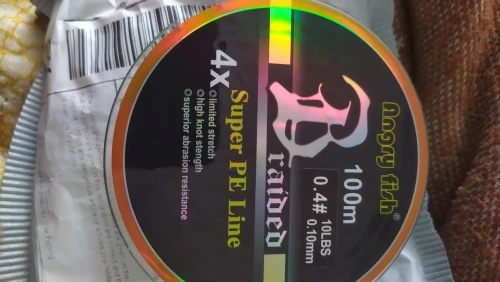 Angry fish®
100m
0.4# 10LBS
0.10mm
Braided
Super PE Line
4x
limited stretch
high knot stength
superior abrasion resistance